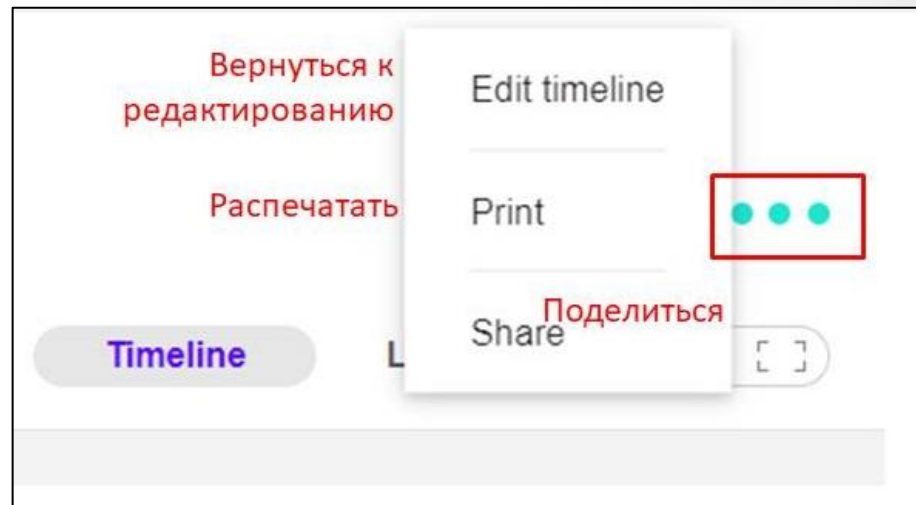 Вернуться к
редактированию
Edit timeline
Распечатать
Print
Поделиться
Share
Timeline
L